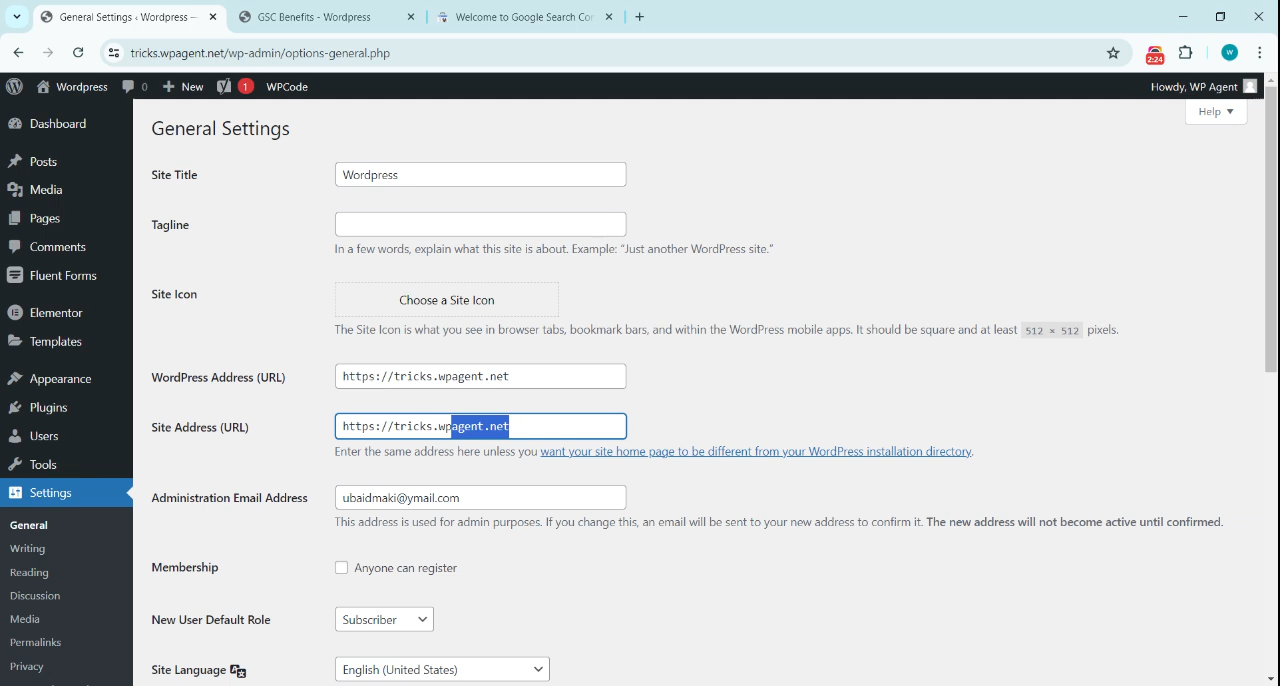 General Settings ‹ Wordpress —
GSC Benefits - Wordpress
Welcome to Google Search Con
tricks.wpagent.net/wp-admin/options-general.php
2:24
W
Wordpress
0
New
1
WPCode
Howdy, WP Agent
Help ▼
Dashboard
Posts
Media
Pages
Comments
Fluent Forms
Elementor
Templates
Appearance
Plugins
Users
Tools
Settings
General
Writing
Reading
Discussion
Media
Permalinks
Privacy
General Settings
Site Title
Wordpress
Tagline
In a few words, explain what this site is about. Example: “Just another WordPress site.”
Site Icon
Choose a Site Icon
The Site Icon is what you see in browser tabs, bookmark bars, and within the WordPress mobile apps. It should be square and at least 512 × 512 pixels.
WordPress Address (URL)
https://tricks.wpagent.net
Site Address (URL)
https://tricks.wpagent.net
Enter the same address here unless you want your site home page to be different from your WordPress installation directory.
Administration Email Address
ubaidmaki@ymail.com
This address is used for admin purposes. If you change this, an email will be sent to your new address to confirm it. The new address will not become active until confirmed.
Membership
Anyone can register
New User Default Role
Subscriber
Site Language
English (United States)